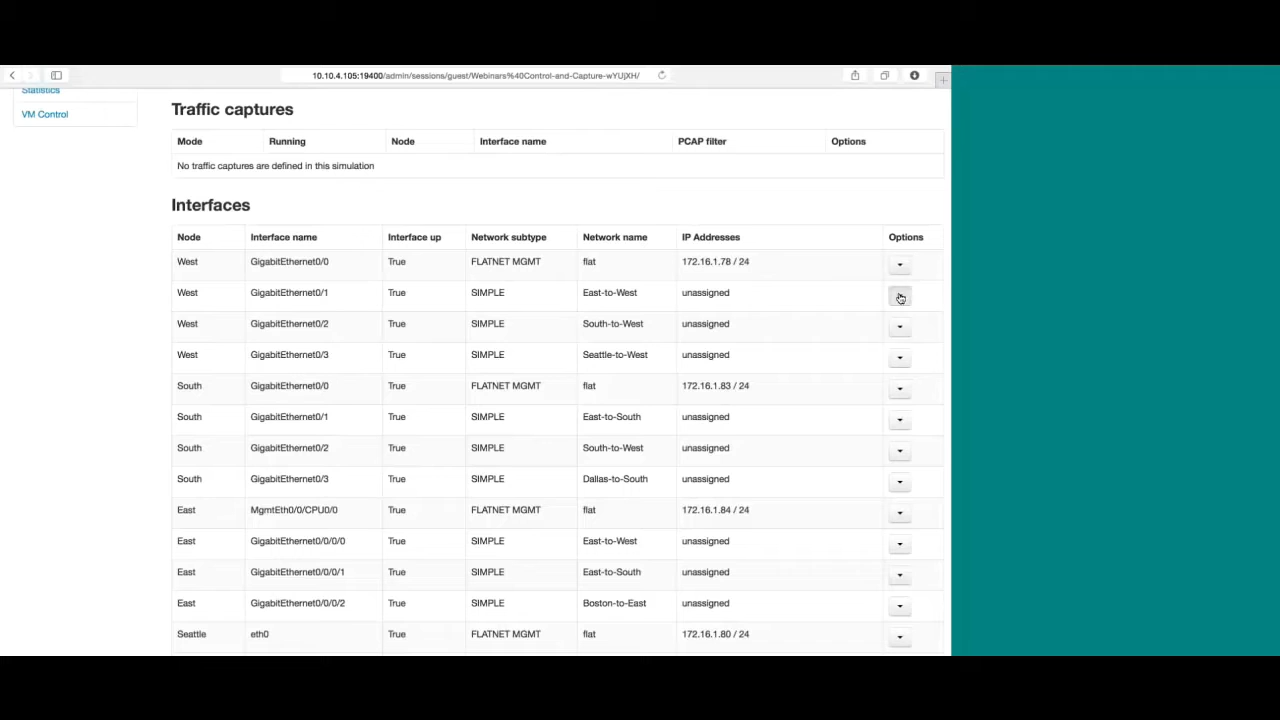 10.10.4.105:19400/admin/sessions/guest/Webinars%40Control-and-Capture-wYUjXH/
Statistics
VM Control
Traffic captures
Mode Running Node Interface name PCAP filter Options
No traffic captures are defined in this simulation
Interfaces
Node Interface name Interface up Network subtype Network name IP Addresses Options
West GigabitEthernet0/0 True FLATNET MGMT flat 172.16.1.78 / 24
West GigabitEthernet0/1 True SIMPLE East-to-West unassigned
West GigabitEthernet0/2 True SIMPLE South-to-West unassigned
West GigabitEthernet0/3 True SIMPLE Seattle-to-West unassigned
South GigabitEthernet0/0 True FLATNET MGMT flat 172.16.1.83 / 24
South GigabitEthernet0/1 True SIMPLE East-to-South unassigned
South GigabitEthernet0/2 True SIMPLE South-to-West unassigned
South GigabitEthernet0/3 True SIMPLE Dallas-to-South unassigned
East MgmtEth0/0/CPU0/0 True FLATNET MGMT flat 172.16.1.84 / 24
East GigabitEthernet0/0/0/0 True SIMPLE East-to-West unassigned
East GigabitEthernet0/0/0/1 True SIMPLE East-to-South unassigned
East GigabitEthernet0/0/0/2 True SIMPLE Boston-to-East unassigned
Seattle eth0 True FLATNET MGMT flat 172.16.1.80 / 24